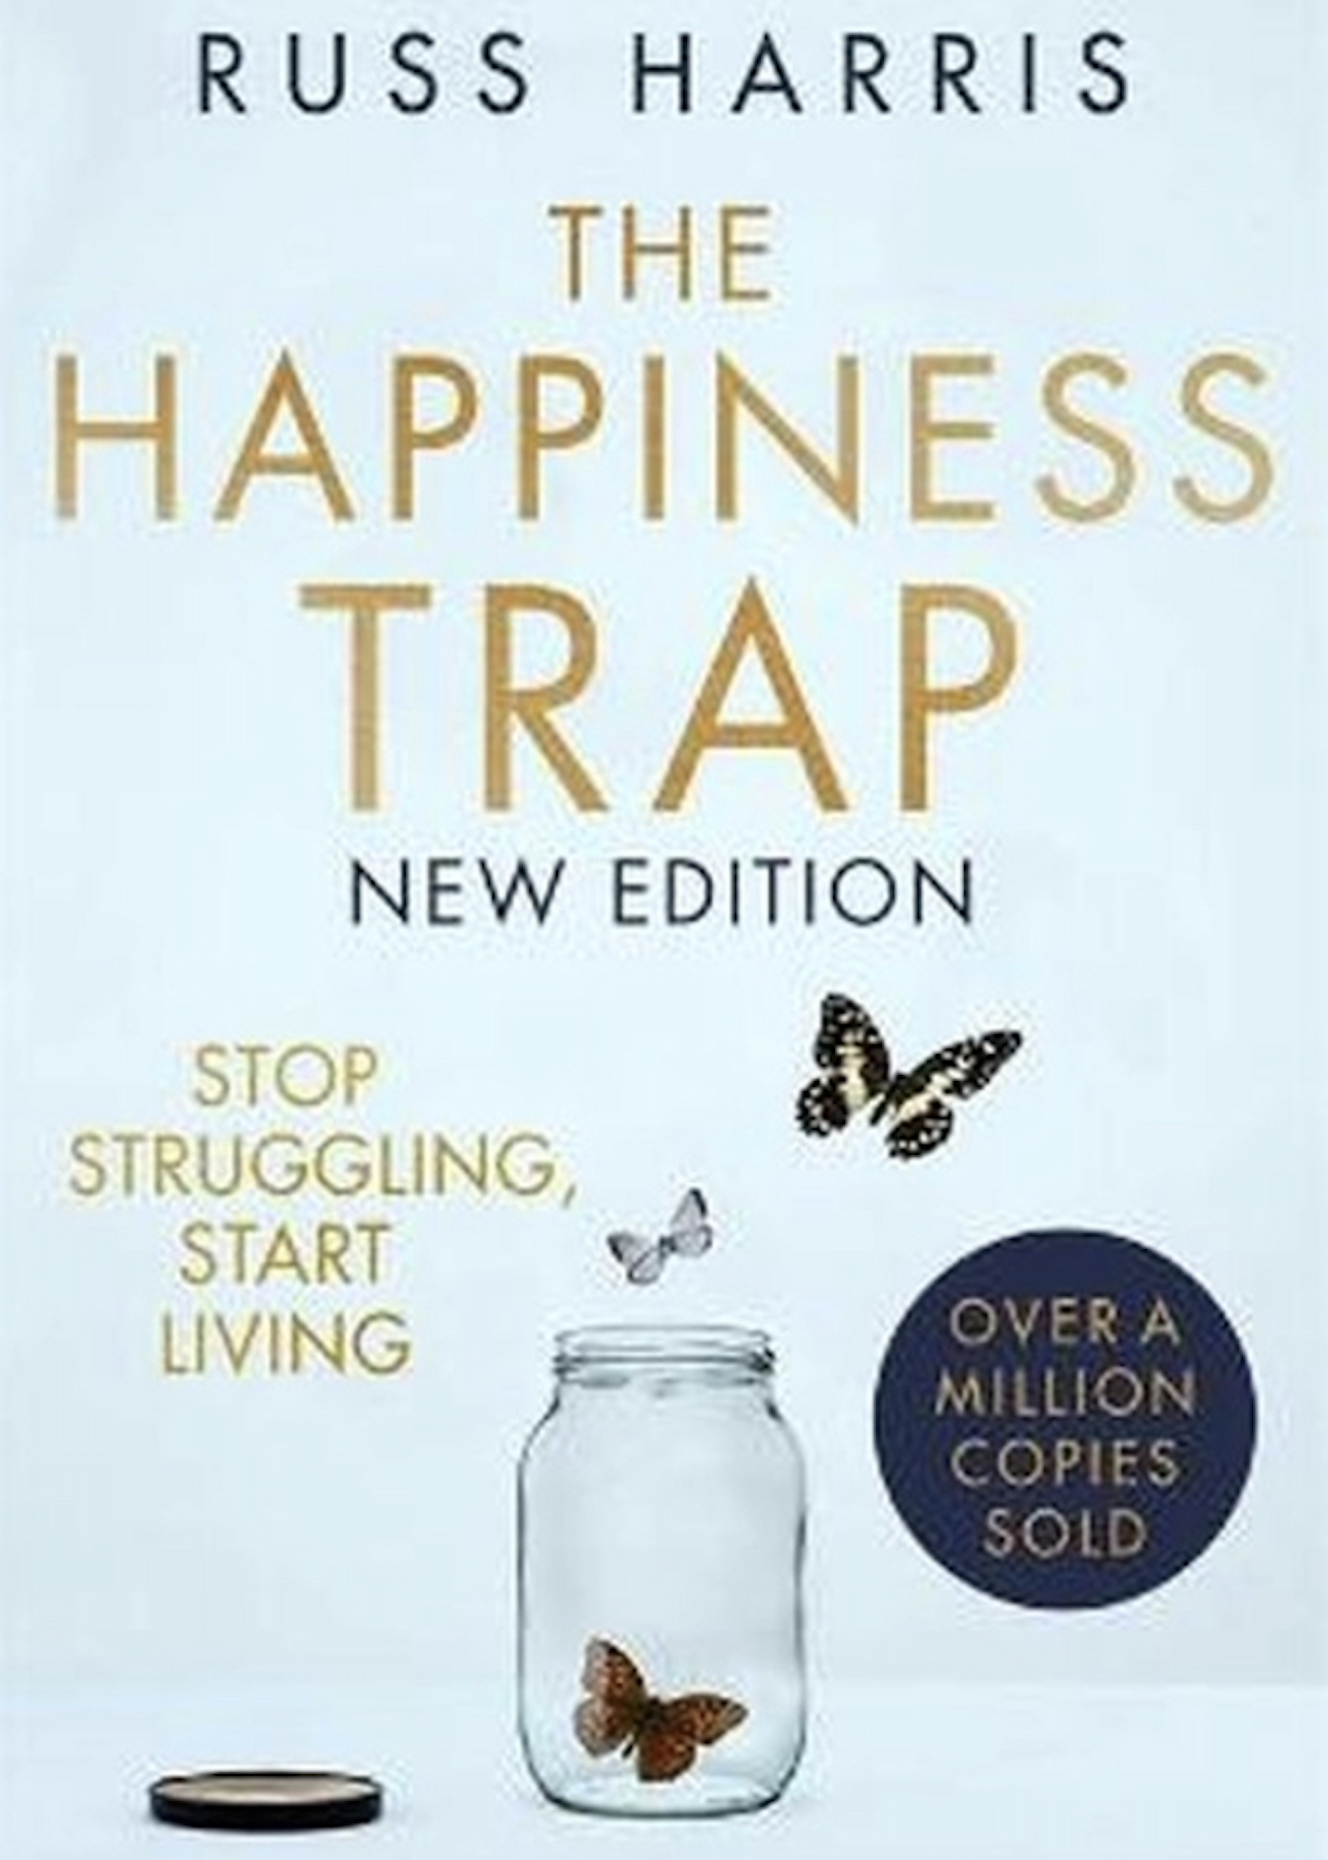 RUSS HARRIS
THE
HAPPINESS
TRAP
NEW EDITION
STOP
STRUGGLING,
START
LIVING
OVER A
MILLION
COPIES
SOLD